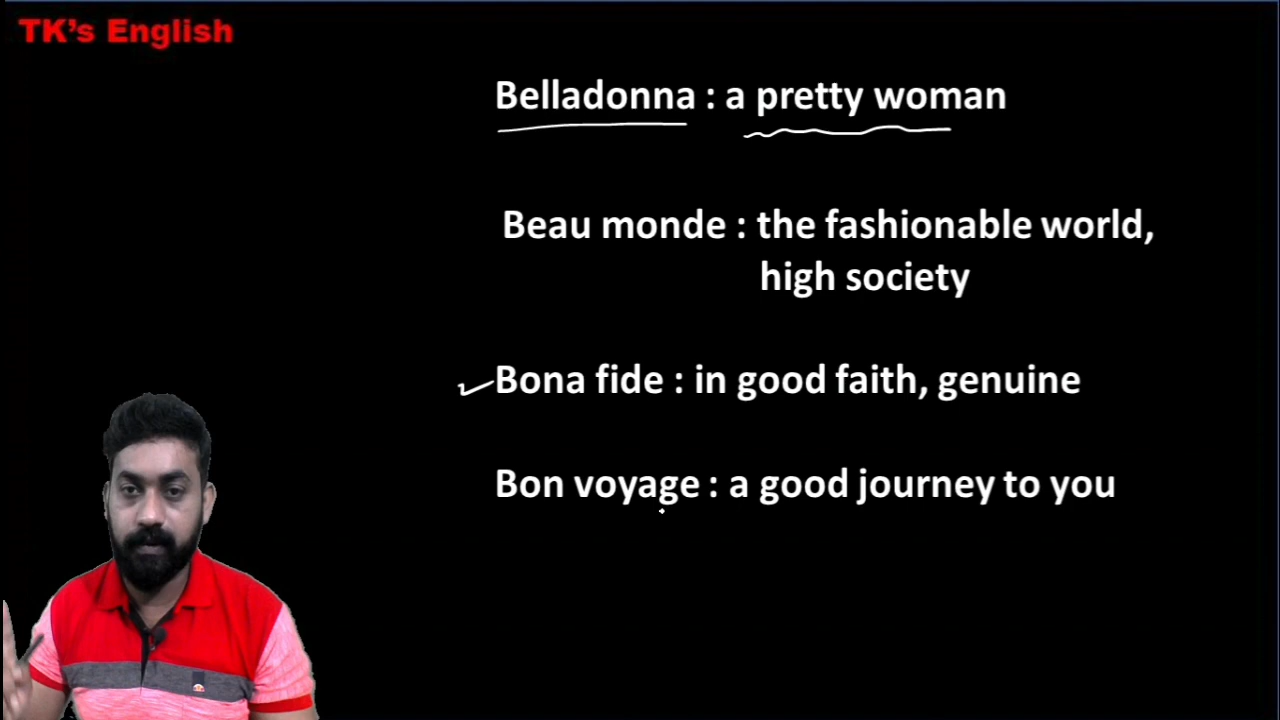 TK's English
Belladonna : a pretty woman
Beau monde : the fashionable world,
high society
Bona fide : in good faith, genuine
Bon voyage : a good journey to you